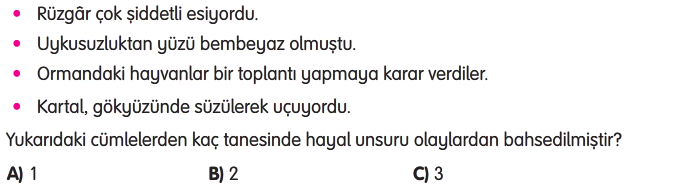 • Rüzgâr çok şiddetli esiyordu.
• Uykusuzluktan yüzü bembeyaz olmuştu.
• Ormandaki hayvanlar bir toplantı yapmaya karar verdiler.
• Kartal, gökyüzünde süzülerek uçuyordu.
Yukarıdaki cümlelerden kaç tanesinde hayal unsuru olaylardan bahsedilmiştir?
A) 1 B) 2 C) 3